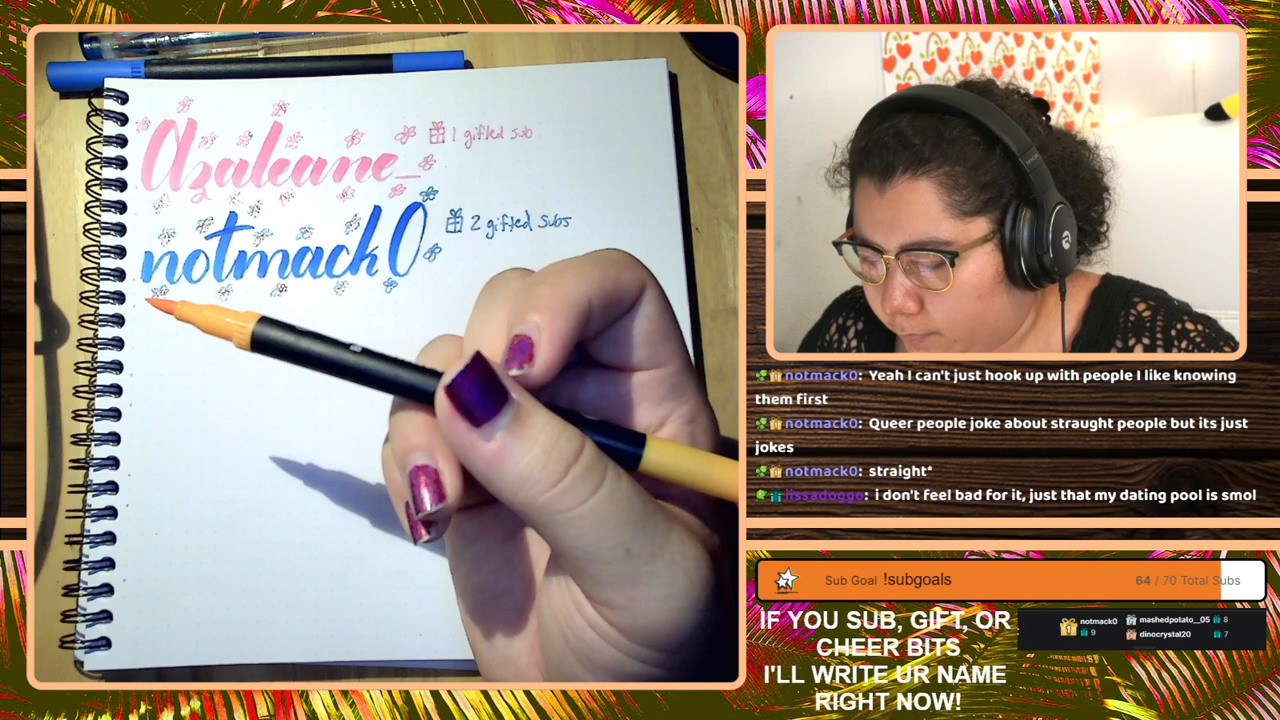 Azaleane_
1 gifted sub
notmack0
2 gifted subs
notmack0: Yeah I can't just hook up with people I like knowing
them first
notmack0: Queer people joke about straught people but its just
jokes
notmack0: straight*
lissadoggo: i don't feel bad for it, just that my dating pool is smol
Sub Goal !subgoals
64 / 70 Total Subs
IF YOU SUB, GIFT, OR
CHEER BITS
I'LL WRITE UR NAME
RIGHT NOW!
notmack0
9
mashedpotato__05 8
dinocrystal20 7